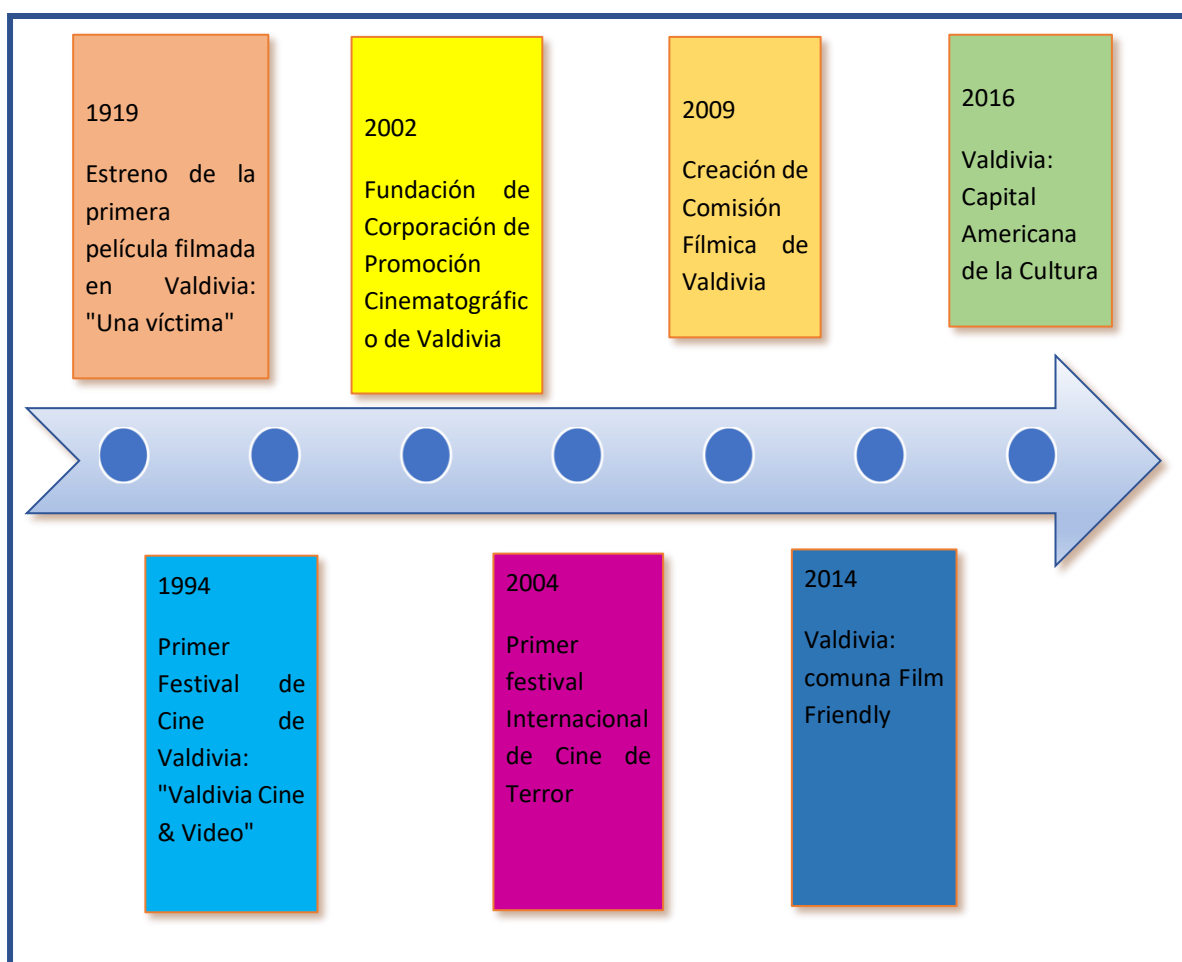 1919
Estreno de la
primera
película filmada
en Valdivia:
"Una víctima"
2002
Fundación de
Corporación de
Promoción
Cinematográfic
o de Valdivia
2009
Creación de
Comisión
Fílmica de
Valdivia
2016
Valdivia:
Capital
Americana
de la Cultura
1994
Primer
Festival de
Cine de
Valdivia:
"Valdivia Cine
& Video"
2004
Primer
festival
Internacional
de Cine de
Terror
2014
Valdivia:
comuna Film
Friendly